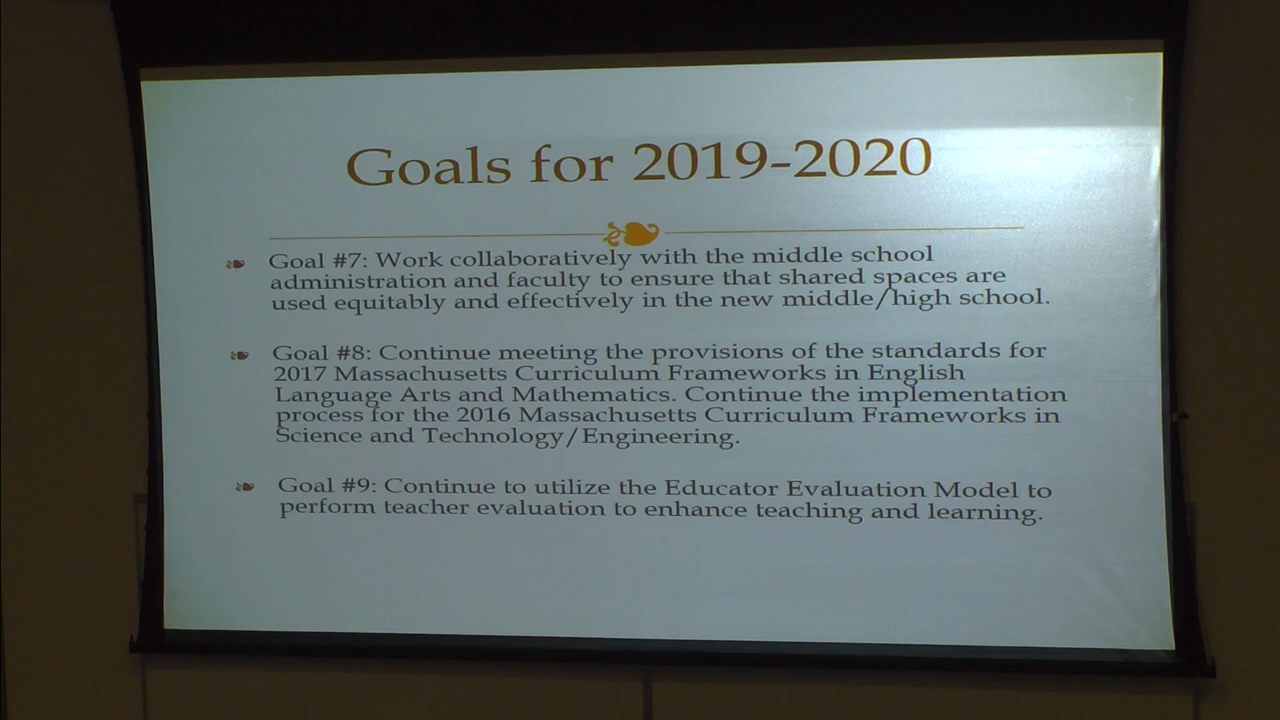 Goals for 2019-2020
Goal #7: Work collaboratively with the middle school
administration and faculty to ensure that shared spaces are
used equitably and effectively in the new middle/high school.
Goal #8: Continue meeting the provisions of the standards for
2017 Massachusetts Curriculum Frameworks in English
Language Arts and Mathematics. Continue the implementation
process for the 2016 Massachusetts Curriculum Frameworks in
Science and Technology/Engineering.
Goal #9: Continue to utilize the Educator Evaluation Model to
perform teacher evaluation to enhance teaching and learning.